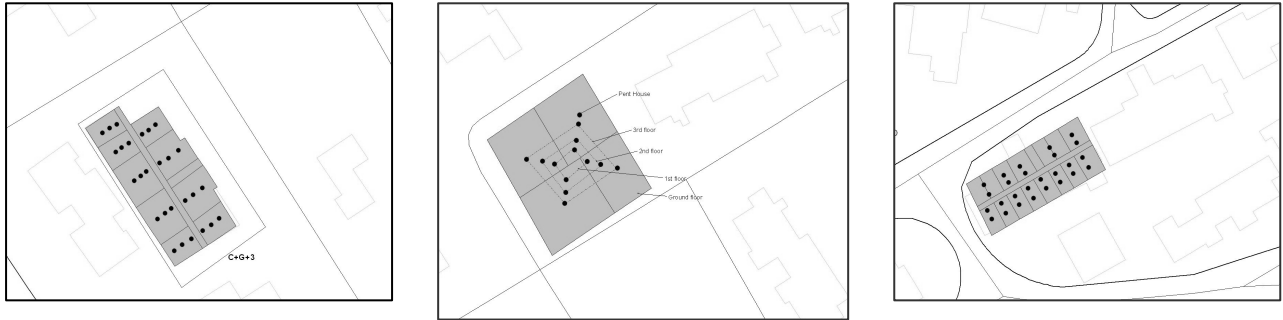 C+G+3
Pent House
3rd floor
2nd floor
1st floor
Ground floor